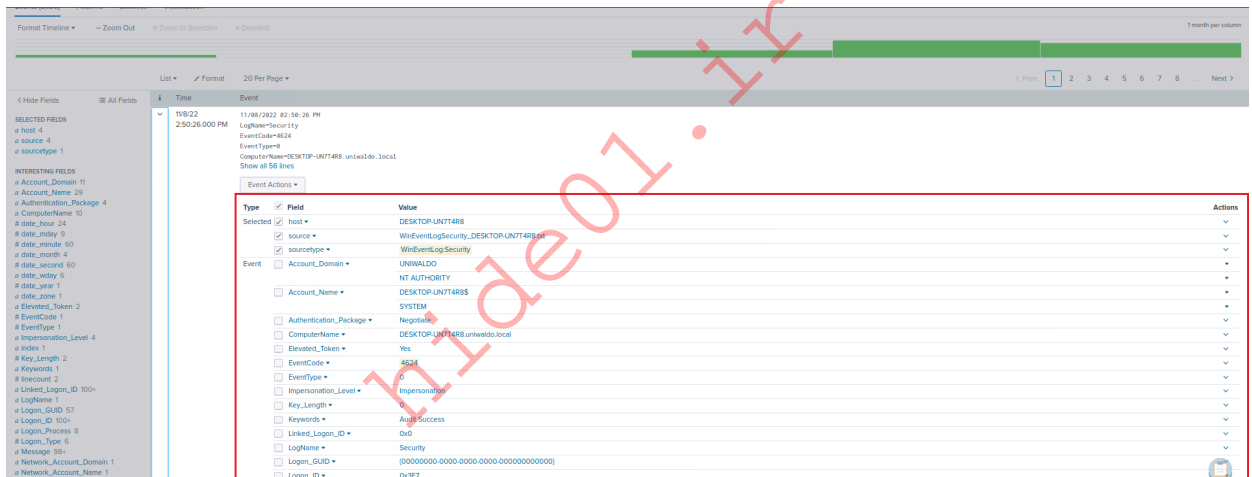 Format Timeline
– Zoom Out
+ Zoom to Selection
× Deselect
1 month per column
List
Format
20 Per Page
< Prev 1 2 3 4 5 6 7 8 ... Next >
< Hide Fields
All Fields
i Time Event
SELECTED FIELDS
a host 4
a source 4
a sourcetype 1
INTERESTING FIELDS
a Account_Domain 11
a Account_Name 29
a Authentication_Package 4
a ComputerName 10
# date_hour 24
# date_mday 9
# date_minute 60
a date_month 4
# date_second 60
a date_wday 6
# date_year 1
a date_zone 1
a Elevated_Token 2
# EventCode 1
# EventType 1
a Impersonation_Level 4
a index 1
# Key_Length 2
a Keywords 1
# linecount 2
a Linked_Logon_ID 100+
a LogName 1
a Logon_GUID 57
a Logon_ID 100+
a Logon_Process 8
# Logon_Type 6
a Message 98+
a Network_Account_Domain 1
a Network_Account_Name 1
11/8/22
2:50:26.000 PM
11/08/2022 02:50:26 PM
LogName=Security
EventCode=4624
EventType=0
ComputerName=DESKTOP-UN7T4R8.uniwaldo.local
Show all 56 lines
Event Actions
Type Field Value Actions
Selected host DESKTOP-UN7T4R8
source WinEventLogSecurity_DESKTOP-UN7T4R8.txt
sourcetype WinEventLog:Security
Event Account_Domain UNIWALDO
NT AUTHORITY
Account_Name DESKTOP-UN7T4R8$
SYSTEM
Authentication_Package Negotiate
ComputerName DESKTOP-UN7T4R8.uniwaldo.local
Elevated_Token Yes
EventCode 4624
EventType 0
Impersonation_Level Impersonation
Key_Length 0
Keywords Audit Success
Linked_Logon_ID 0x0
LogName Security
Logon_GUID {00000000-0000-0000-0000-000000000000}
Logon_ID 0x3E7
hide01.ir